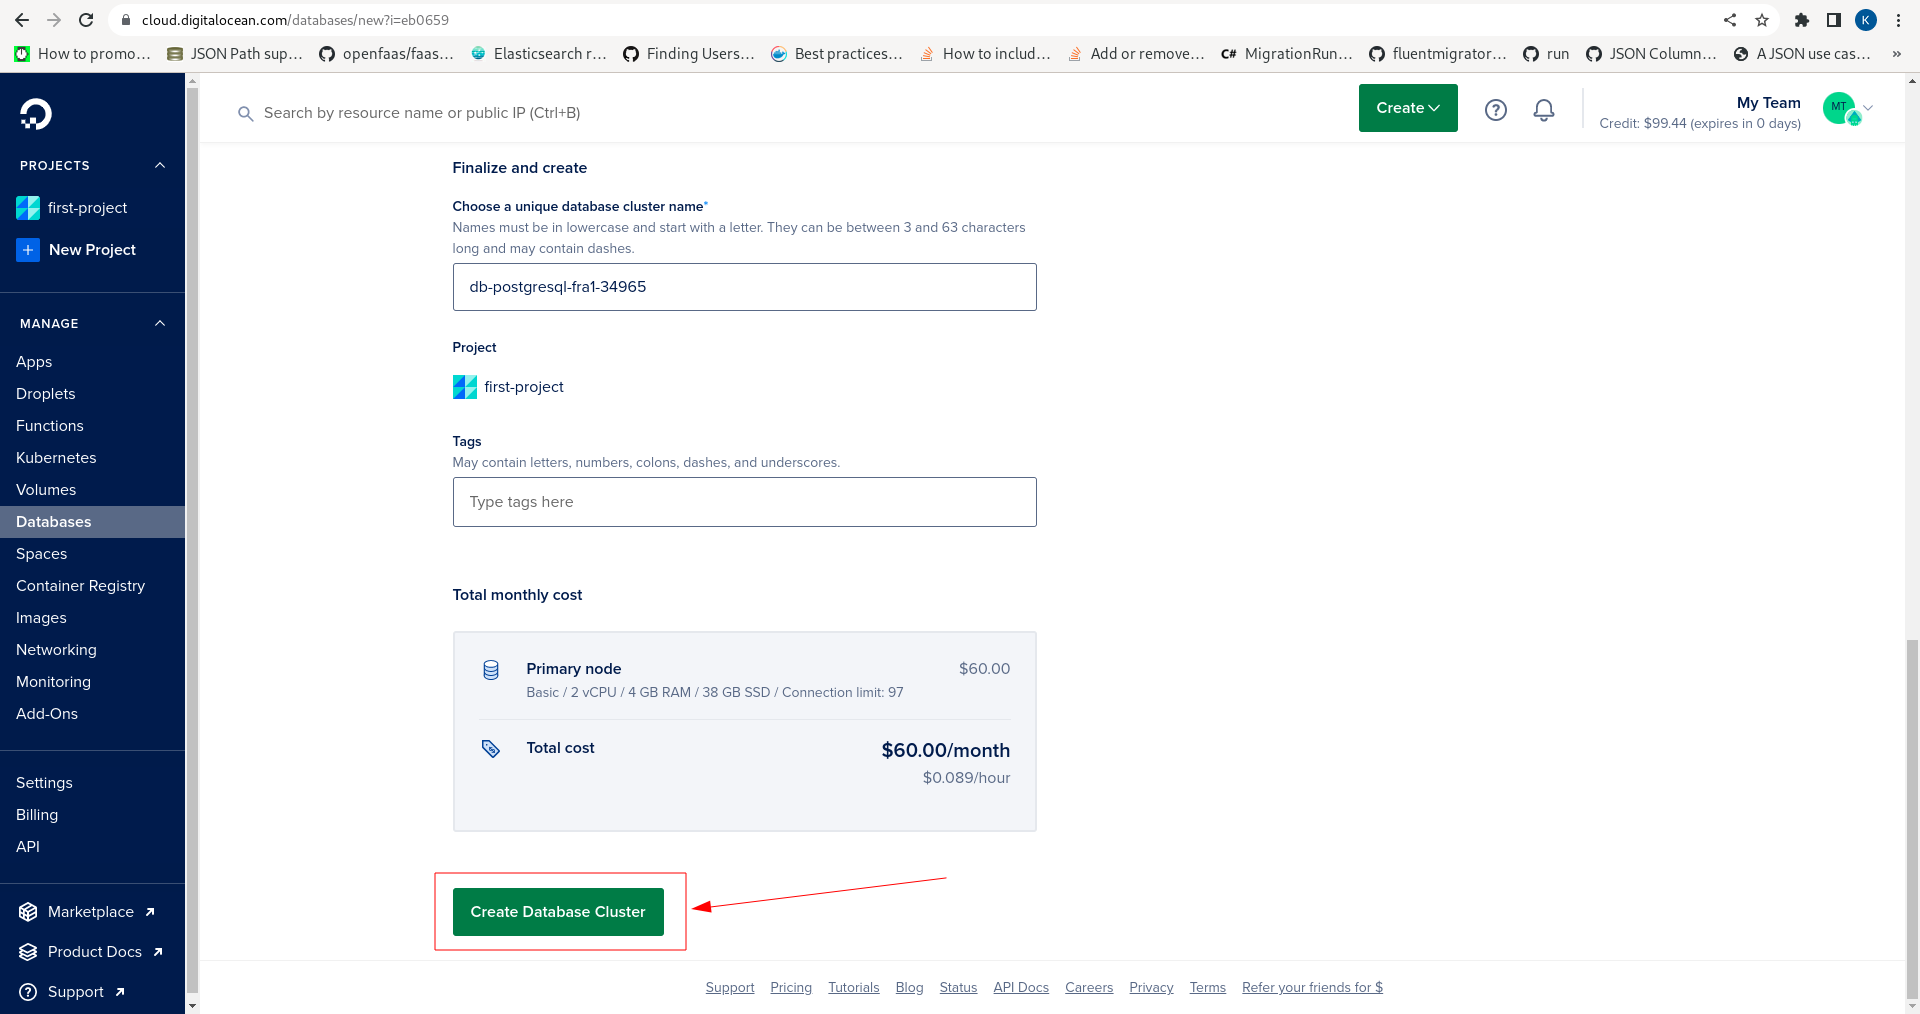 cloud.digitalocean.com/databases/new?i=eb0659
K
How to promo...
JSON Path sup...
openfaas/faas...
Elasticsearch r...
Finding Users...
Best practices...
How to includ...
Add or remove...
C# MigrationRun...
fluentmigrator...
run
JSON Column...
A JSON use cas...
»
Search by resource name or public IP (Ctrl+B)
Create
My Team
Credit: $99.44 (expires in 0 days)
MT
PROJECTS
first-project
New Project
MANAGE
Apps
Droplets
Functions
Kubernetes
Volumes
Databases
Spaces
Container Registry
Images
Networking
Monitoring
Add-Ons
Settings
Billing
API
Marketplace
Product Docs
Support
Finalize and create
Choose a unique database cluster name*
Names must be in lowercase and start with a letter. They can be between 3 and 63 characters
long and may contain dashes.
db-postgresql-fra1-34965
Project
first-project
Tags
May contain letters, numbers, colons, dashes, and underscores.
Type tags here
Total monthly cost
Primary node $60.00
Basic / 2 vCPU / 4 GB RAM / 38 GB SSD / Connection limit: 97
Total cost $60.00/month
$0.089/hour
Create Database Cluster
Support Pricing Tutorials Blog Status API Docs Careers Privacy Terms Refer your friends for $